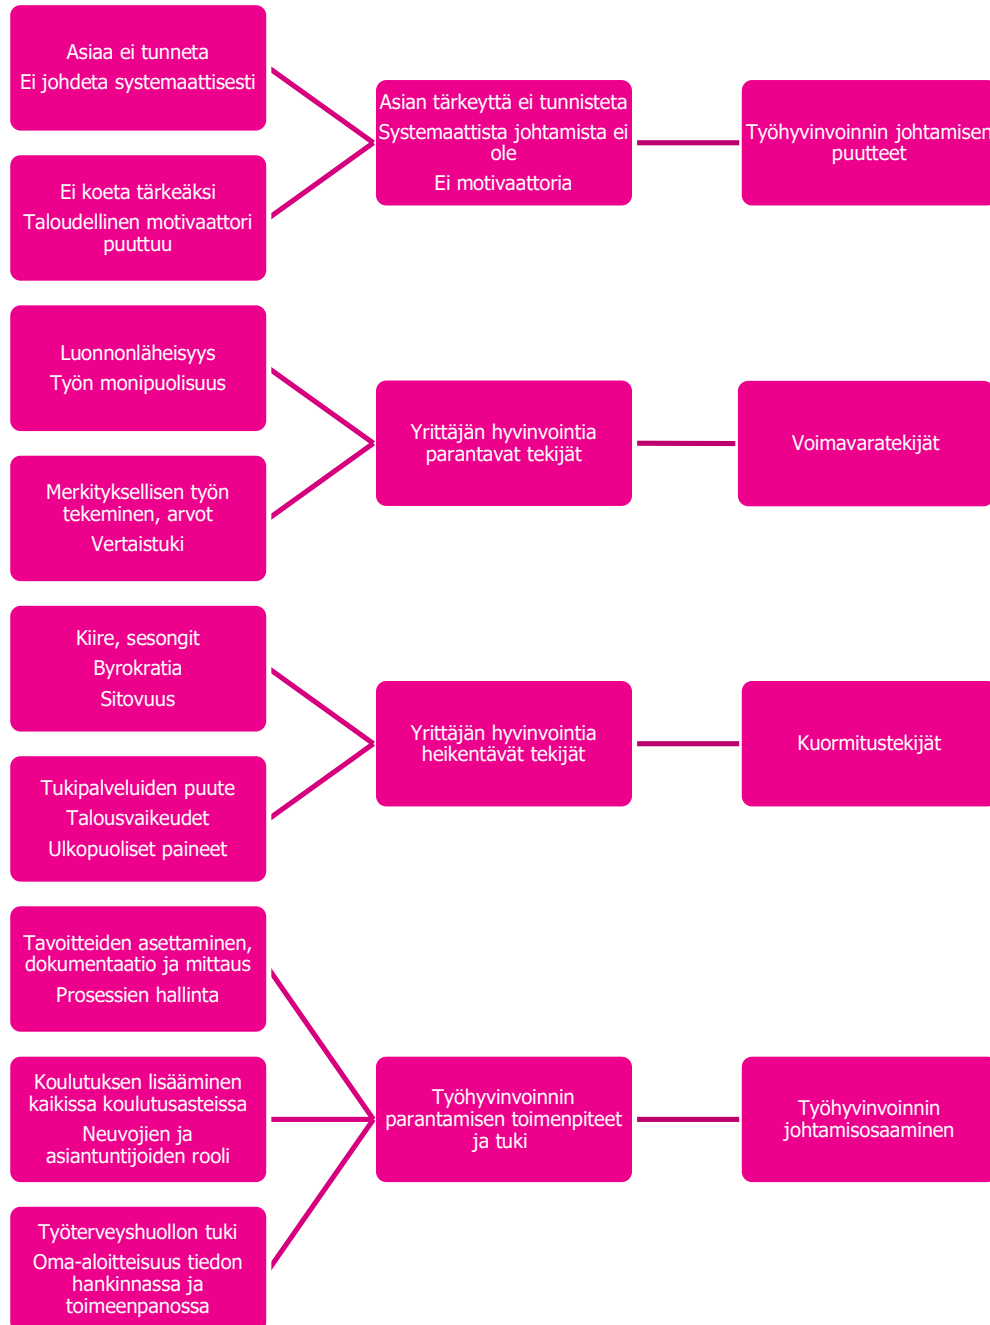 Asiaa ei tunneta
Ei johdeta systemaattisesti
Ei koeta tärkeäksi
Taloudellinen motivaattori
puuttuu
Asian tärkeyttä ei tunnisteta
Systemaattista johtamista ei
ole
Ei motivaattoria
Työhyvinvoinnin johtamisen
puutteet
Luonnonläheisyys
Työn monipuolisuus
Merkityksellisen työn
tekeminen, arvot
Vertaistuki
Yrittäjän hyvinvointia
parantavat tekijät
Voimavaratekijät
Kiire, sesongit
Byrokratia
Sitovuus
Tukipalveluiden puute
Talousvaikeudet
Ulkopuoliset paineet
Yrittäjän hyvinvointia
heikentävät tekijät
Kuormitustekijät
Tavoitteiden asettaminen,
dokumentaatio ja mittaus
Prosessien hallinta
Koulutuksen lisääminen
kaikissa koulutusasteissa
Neuvojien ja
asiantuntijoiden rooli
Työterveyshuollon tuki
Oma-aloitteisuus tiedon
hankinnassa ja
toimeenpanossa
Työhyvinvoinnin
parantamisen toimenpiteet
ja tuki
Työhyvinvoinnin
johtamisosaaminen